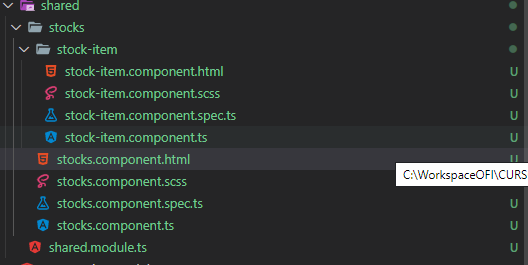 shared
stocks
stock-item
stock-item.component.html U
stock-item.component.scss U
stock-item.component.spec.ts U
stock-item.component.ts U
stocks.component.html
C:\WorkspaceOFI\CURS
stocks.component.scss U
stocks.component.spec.ts U
stocks.component.ts U
shared.module.ts U